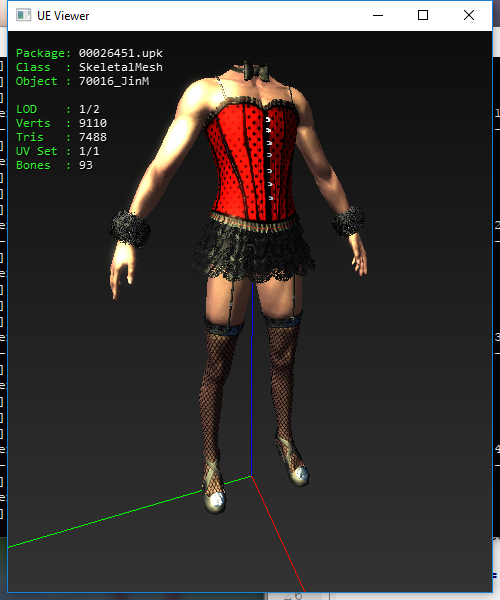 UE Viewer
Package: 00026451.upk
Class : SkeletalMesh
Object : 70016_JinM
LOD : 1/2
Verts : 9110
Tris : 7488
UV Set : 1/1
Bones : 93